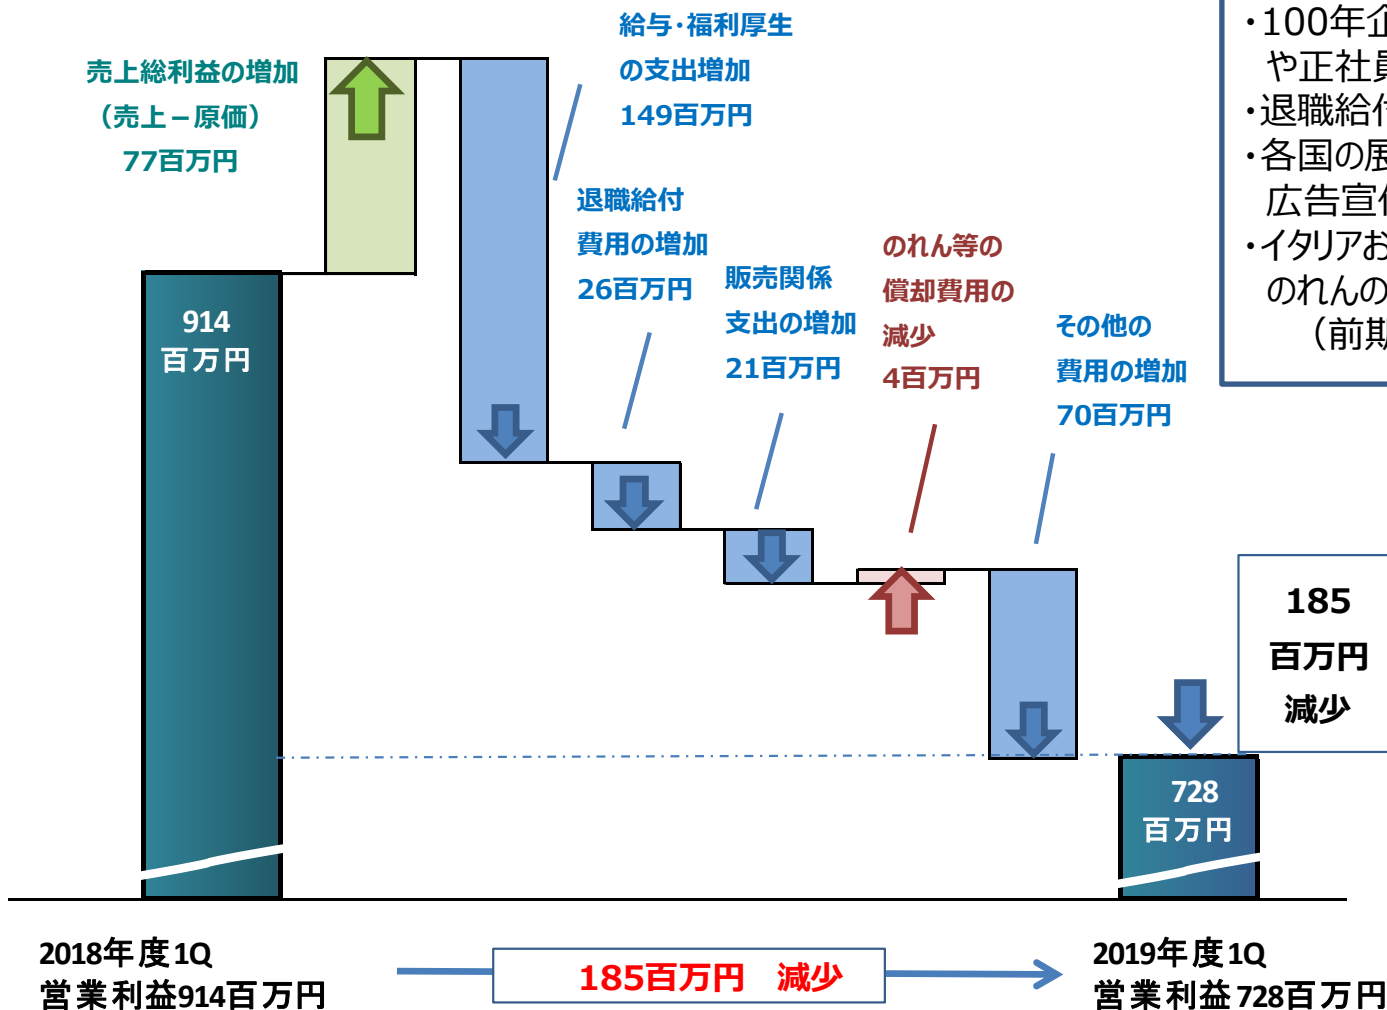 給与・福利厚生
の支出増加
149百万円
売上総利益の増加
（売上－原価）
77百万円
・100年企
や正社員
・退職給付
・各国の展
広告宣伝
・イタリアお
のれんの
（前期
退職給付
費用の増加
26百万円
販売関係
支出の増加
21百万円
のれん等の
償却費用の
減少
4百万円
その他の
費用の増加
70百万円
914
百万円
185
百万円
減少
728
百万円
2018年度1Q
営業利益914百万円
185百万円　減少
2019年度1Q
営業利益728百万円